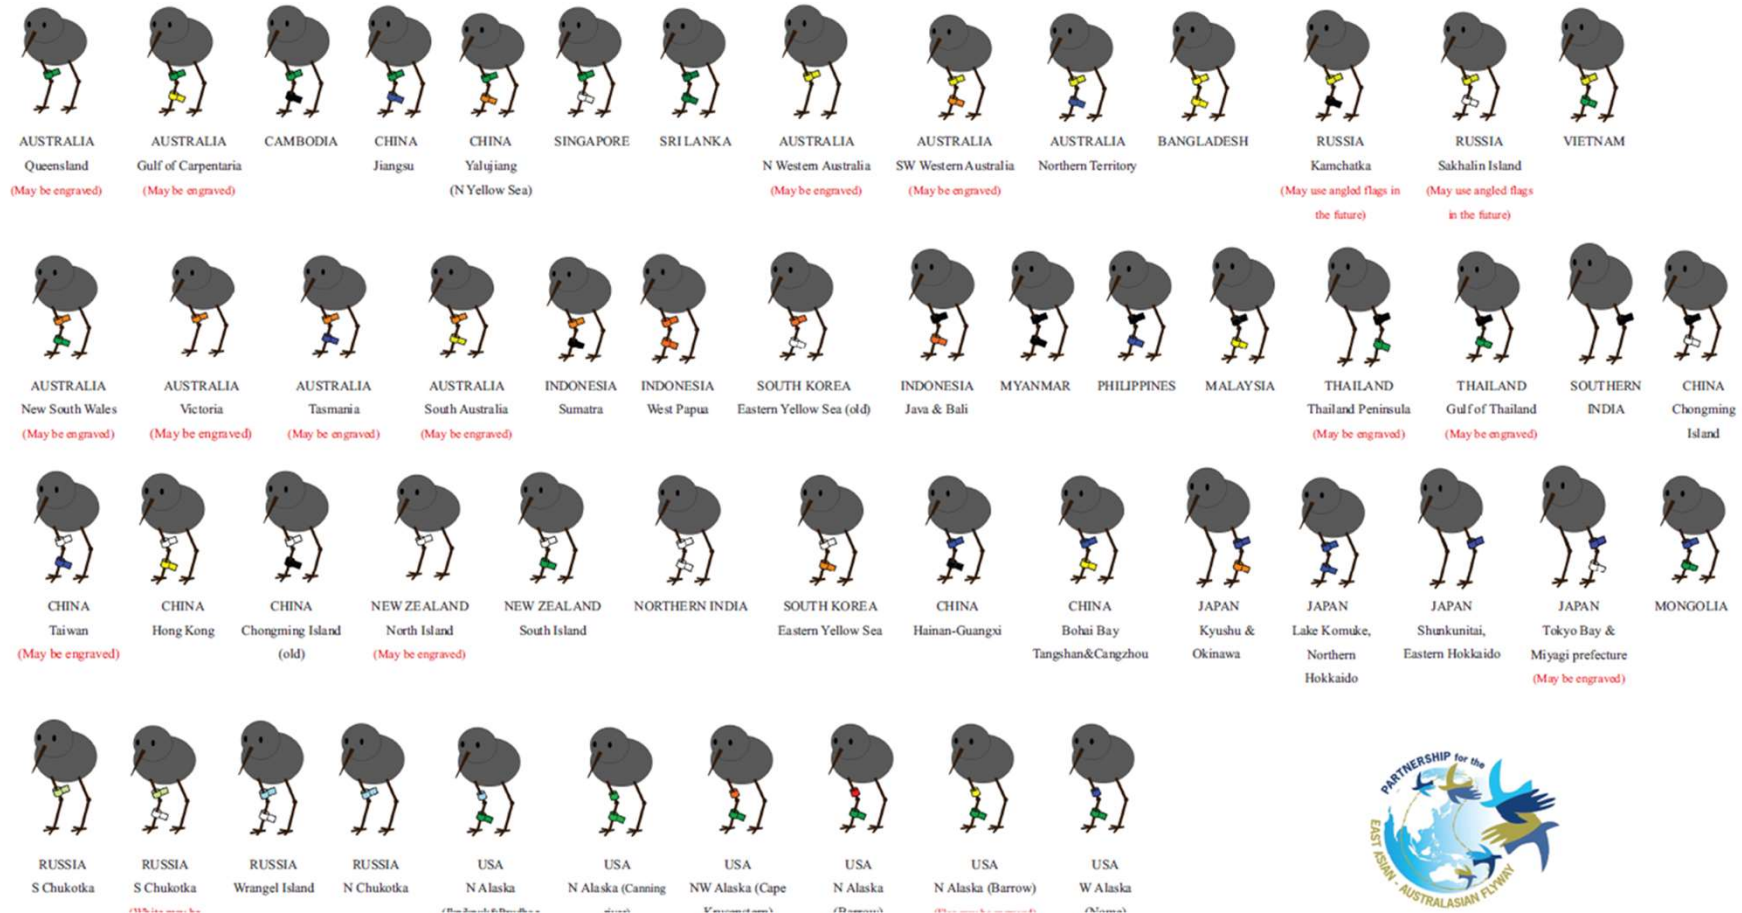 AUSTRALIA AUSTRALIA CAMBODIA CHINA CHINA SINGAPORE SRI LANKA AUSTRALIA AUSTRALIA AUSTRALIA BANGLADESH RUSSIA RUSSIA VIETNAM
Queensland Gulf of Carpentaria Jiangsu Yalujiang N Western Australia SW Western Australia Northern Territory Kamchatka Sakhalin Island
(May be engraved) (May be engraved) (N Yellow Sea) (May be engraved) (May be engraved) (May use angled flags in (May use angled flags
the future) in the future)
AUSTRALIA AUSTRALIA AUSTRALIA AUSTRALIA INDONESIA INDONESIA SOUTH KOREA INDONESIA MYANMAR PHILIPPINES MALAYSIA THAILAND THAILAND SOUTHERN CHINA
New South Wales Victoria Tasmania South Australia Sumatra West Papua Eastern Yellow Sea (old) Java & Bali Thailand Peninsula Gulf of Thailand INDIA Chongming
(May be engraved) (May be engraved) (May be engraved) (May be engraved) (May be engraved) (May be engraved) Island
CHINA CHINA CHINA NEW ZEALAND NEW ZEALAND NORTHERN INDIA SOUTH KOREA CHINA CHINA JAPAN JAPAN JAPAN JAPAN MONGOLIA
Taiwan Hong Kong Chongming Island North Island South Island Eastern Yellow Sea Hainan-Guangxi Bohai Bay Kyushu & Lake Komuke, Shunkunitai, Tokyo Bay &
(May be engraved) (old) (May be engraved) Tangshan&Cangzhou Okinawa Northern Eastern Hokkaido Miyagi prefecture
Hokkaido (May be engraved)
RUSSIA RUSSIA RUSSIA RUSSIA USA USA USA USA USA USA
S Chukotka S Chukotka Wrangel Island N Chukotka N Alaska N Alaska (Canning NW Alaska (Cape N Alaska N Alaska (Barrow) W Alaska
PARTNERSHIP for the
EAST ASIAN - AUSTRALASIAN FLYWAY